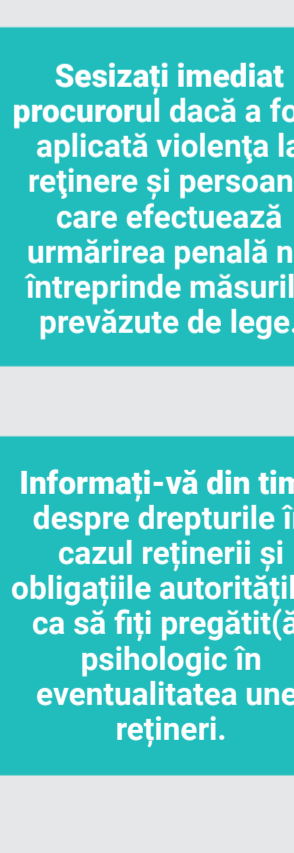 Sesizați imediat
procurorul dacă a fo
aplicată violenţa la
reţinere și persoan
care efectuează
urmărirea penală n
întreprinde măsuril
prevăzute de lege.
Informați-vă din tim
despre drepturile î
cazul reținerii și
obligațiile autorităţil
ca să fiți pregătit(ă
psihologic în
eventualitatea une
rețineri.